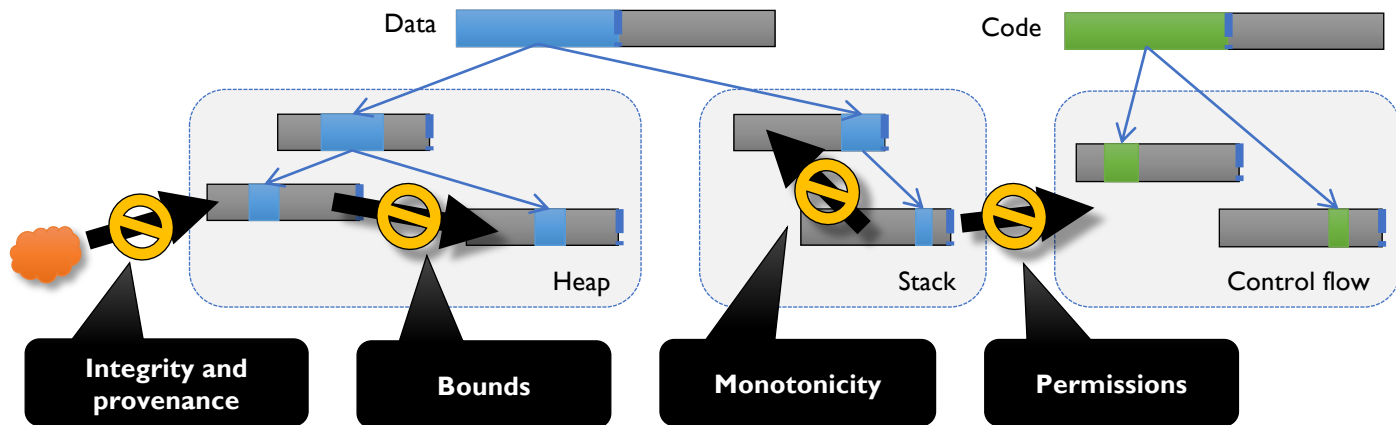 Data
Code
Heap
Stack
Control flow
Integrity and
provenance
Bounds
Monotonicity
Permissions